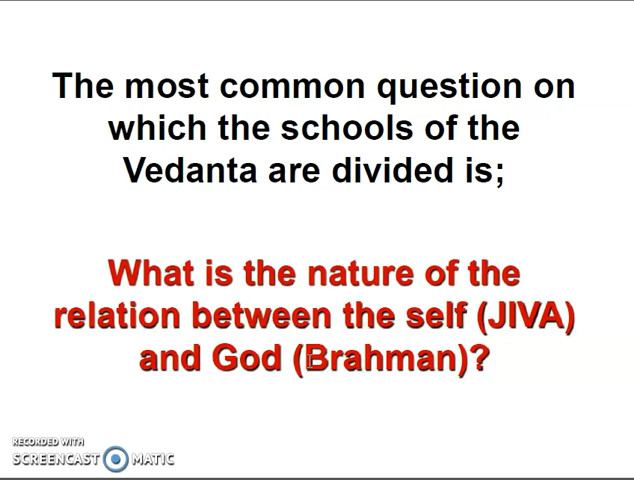 The most common question on
which the schools of the
Vedanta are divided is;
What is the nature of the
relation between the self (JIVA)
and God (Brahman)?
RECORDED WITH
SCREENCAST MATIC